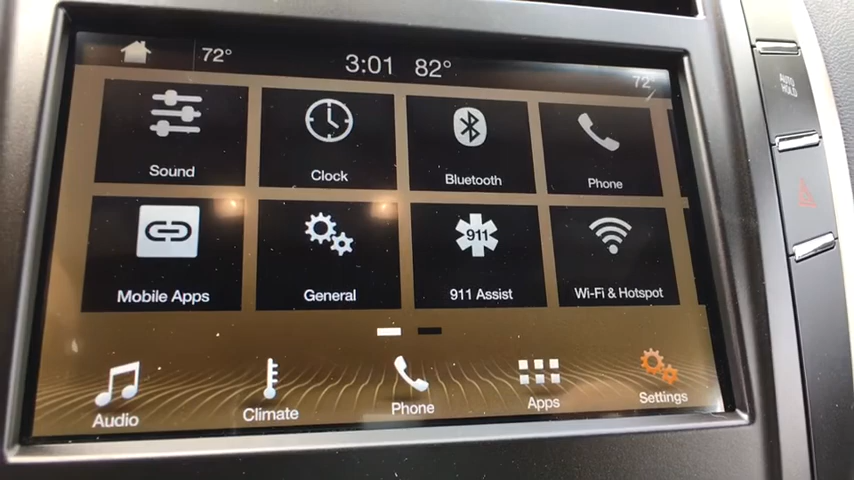 72° 3:01 82° 72°
Sound Clock Bluetooth Phone
911
Mobile Apps General 911 Assist Wi-Fi & Hotspot
Audio Climate Phone Apps Settings
AUTO
HOLD